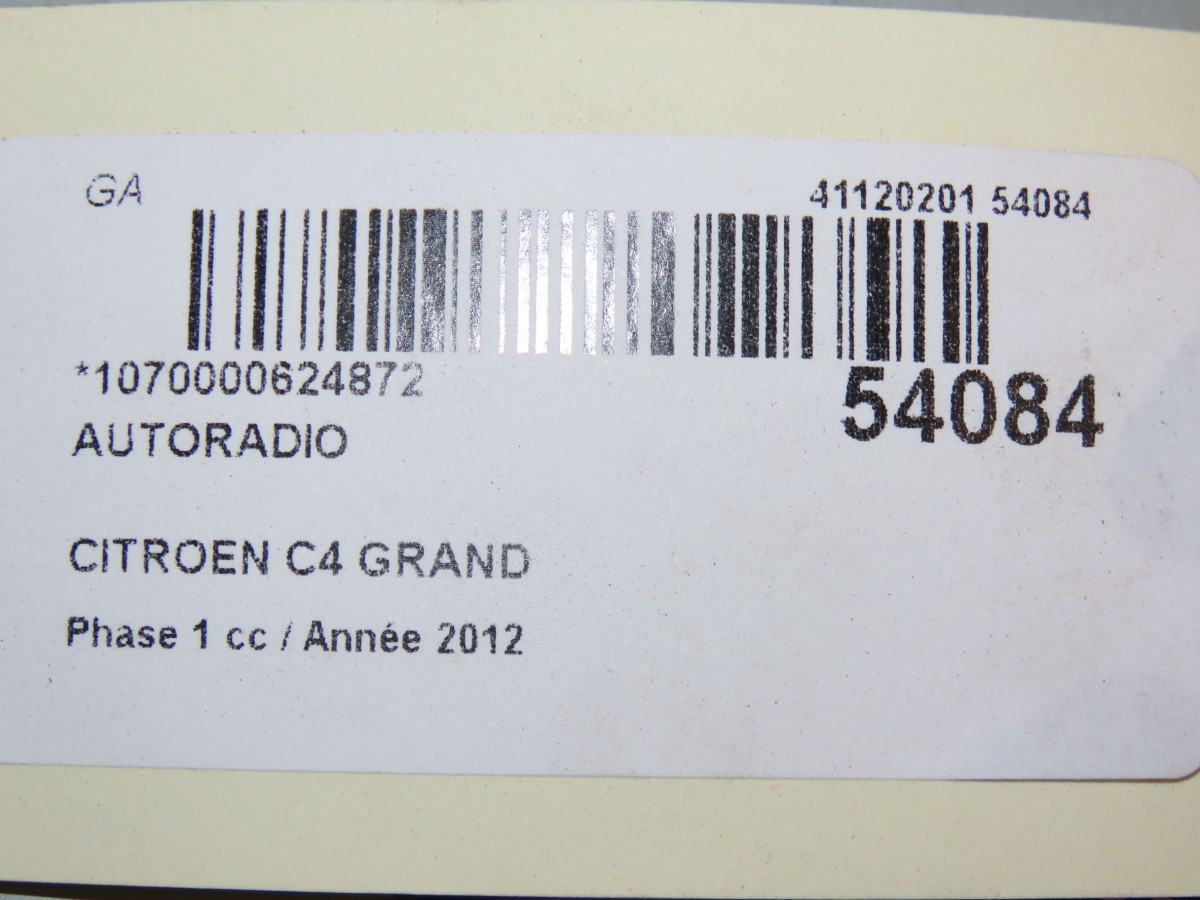 GA
41120201 54084
*1070000624872
54084
AUTORADIO
CITROEN C4 GRAND
Phase 1 cc / Année 2012